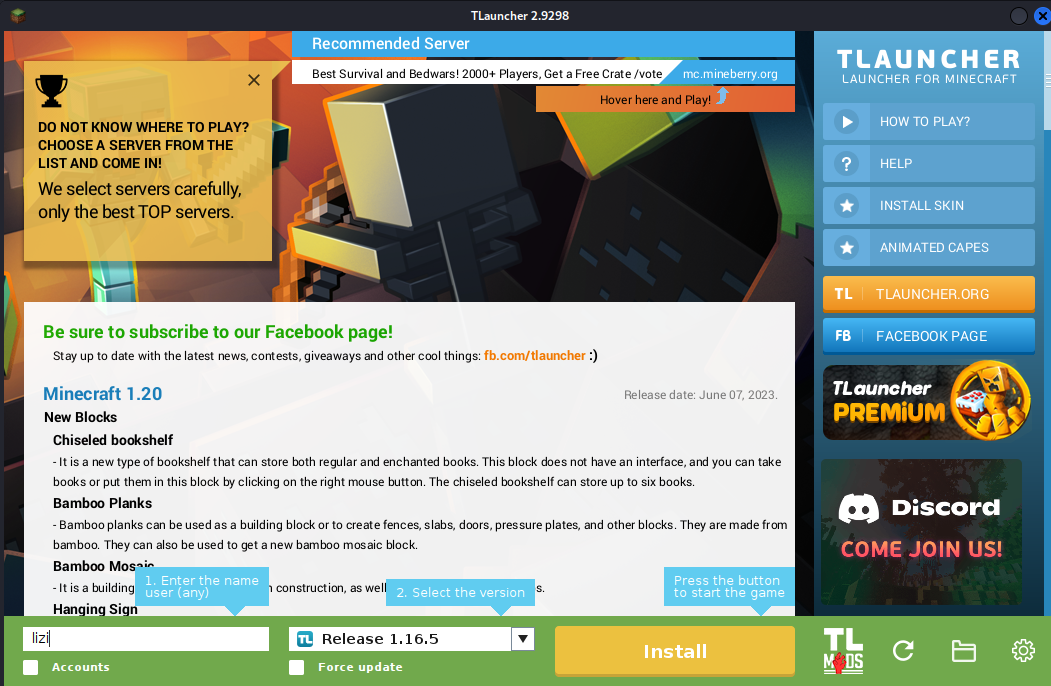 TLauncher 2.9298
Recommended Server
Best Survival and Bedwars! 2000+ Players, Get a Free Crate /vote
mc.mineberry.org
Hover here and Play!
DO NOT KNOW WHERE TO PLAY?
CHOOSE A SERVER FROM THE
LIST AND COME IN!
We select servers carefully,
only the best TOP servers.
Be sure to subscribe to our Facebook page!
Stay up to date with the latest news, contests, giveaways and other cool things: fb.com/tlauncher :)
Minecraft 1.20
Release date: June 07, 2023.
New Blocks
Chiseled bookshelf
- It is a new type of bookshelf that can store both regular and enchanted books. This block does not have an interface, and you can take
books or put them in this block by clicking on the right mouse button. The chiseled bookshelf can store up to six books.
Bamboo Planks
- Bamboo planks can be used as a building block or to create fences, slabs, doors, pressure plates, and other blocks. They are made from
bamboo. They can also be used to get a new bamboo mosaic block.
Bamboo Mosaic
- It is a building construction, as well
Hanging Sign
1. Enter the name
user (any)
2. Select the version
Press the button
to start the game
lizi
Release 1.16.5
Install
Accounts
Force update
TL
MODS
TLAUNCHER
LAUNCHER FOR MINECRAFT
HOW TO PLAY?
? HELP
INSTALL SKIN
ANIMATED CAPES
TL TLAUNCHER.ORG
FB FACEBOOK PAGE
TLauncher
PREMIUM
Discord
COME JOIN US!